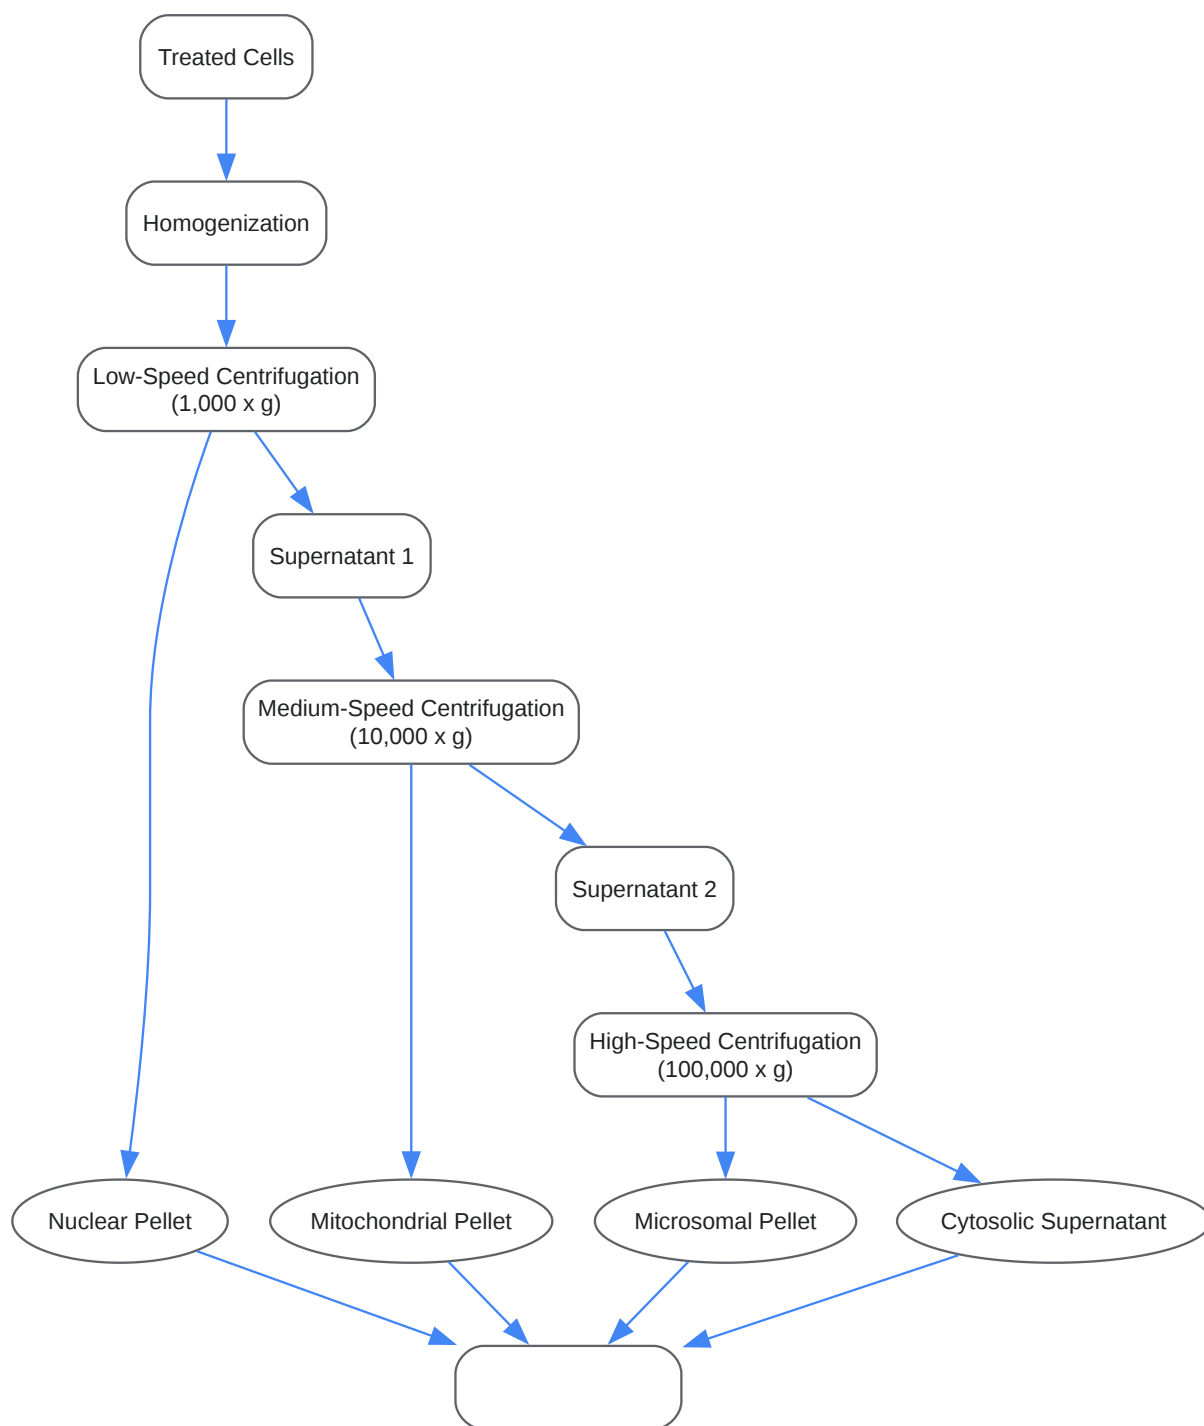 Treated Cells
Homogenization
Low-Speed Centrifugation
(1,000 x g)
Supernatant 1
Medium-Speed Centrifugation
(10,000 x g)
Supernatant 2
High-Speed Centrifugation
(100,000 x g)
Nuclear Pellet
Mitochondrial Pellet
Microsomal Pellet
Cytosolic Supernatant